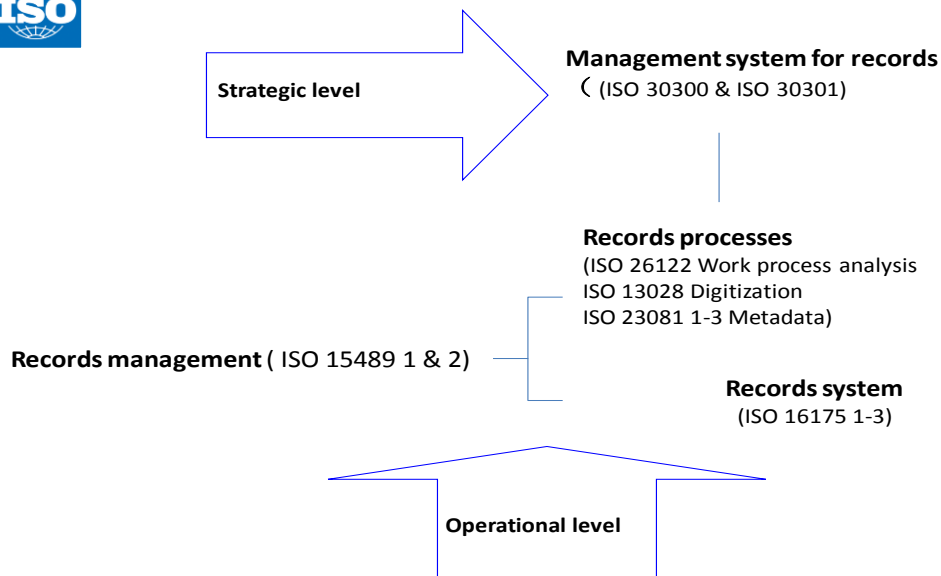 ISO
Management system for records
Strategic level
( (ISO 30300 & ISO 30301)
Records processes
(ISO 26122 Work process analysis
ISO 13028 Digitization
ISO 23081 1-3 Metadata)
Records management ( ISO 15489 1 & 2)
Records system
(ISO 16175 1-3)
Operational level